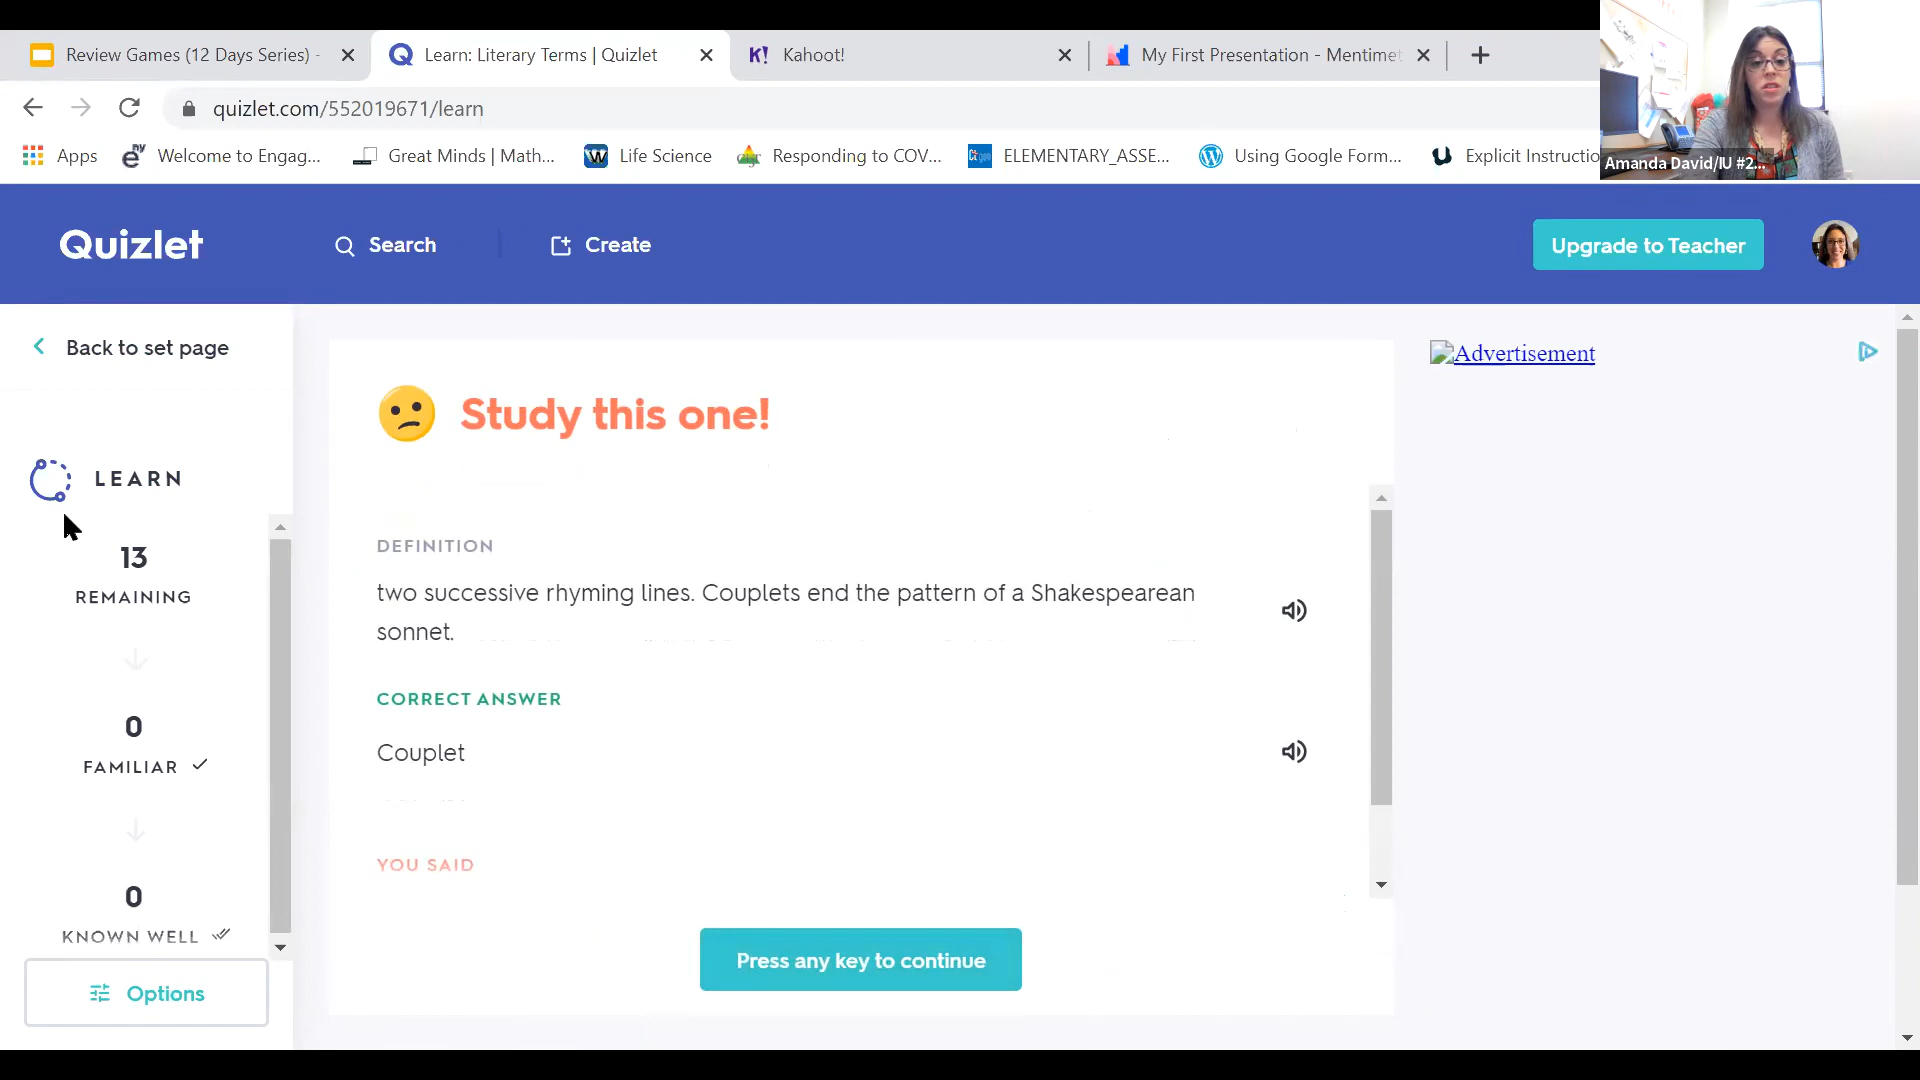 Review Games (12 Days Series) -
Learn: Literary Terms | Quizlet
K! Kahoot!
My First Presentation - Mentimet
quizlet.com/552019671/learn
Apps
Welcome to Engag...
Great Minds | Math...
Life Science
Responding to COV...
ELEMENTARY_ASSE...
Using Google Form...
Explicit Instructio
Amanda David/IU #2...
Quizlet
Search
Create
Upgrade to Teacher
Back to set page
LEARN
13
REMAINING
0
FAMILIAR
0
KNOWN WELL
Options
Study this one!
DEFINITION
two successive rhyming lines. Couplets end the pattern of a Shakespearean
sonnet.
CORRECT ANSWER
Couplet
YOU SAID
Press any key to continue
Advertisement